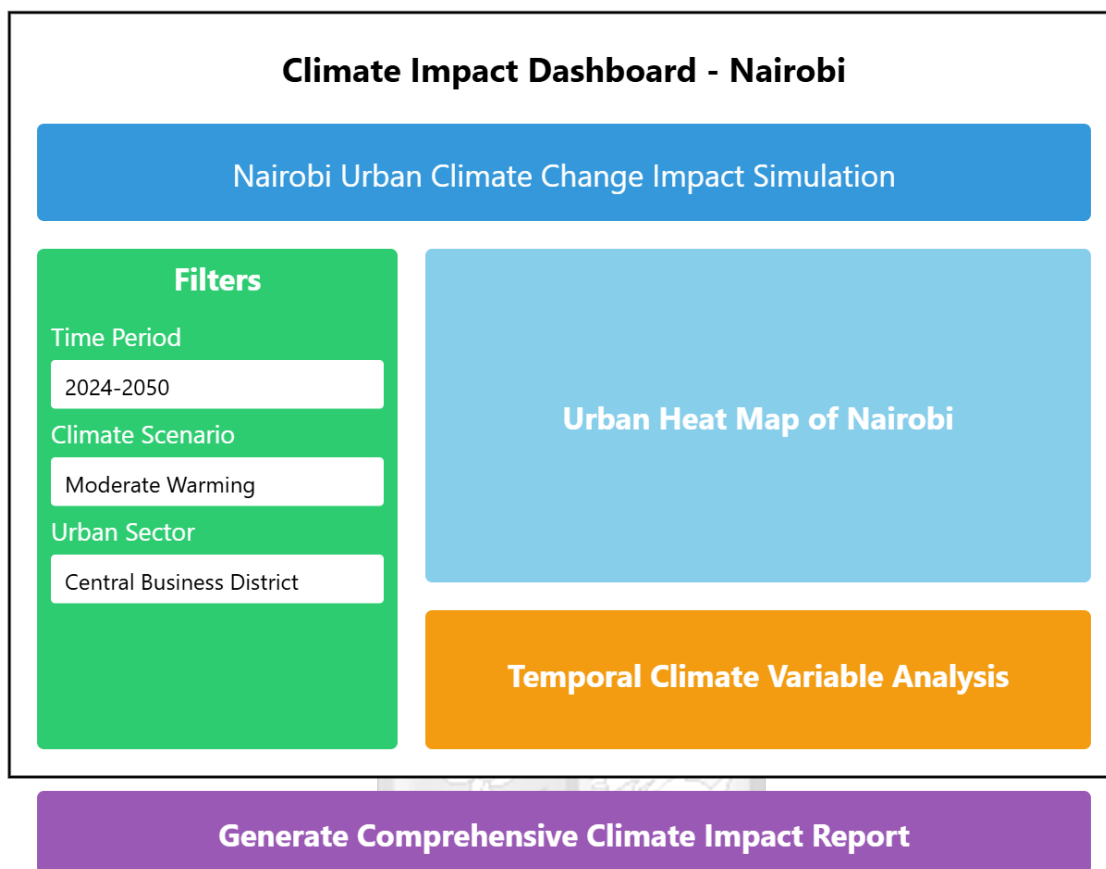 Climate Impact Dashboard - Nairobi
Nairobi Urban Climate Change Impact Simulation
Filters
Time Period
2024-2050
Climate Scenario
Moderate Warming
Urban Sector
Central Business District
Urban Heat Map of Nairobi
Temporal Climate Variable Analysis
Generate Comprehensive Climate Impact Report